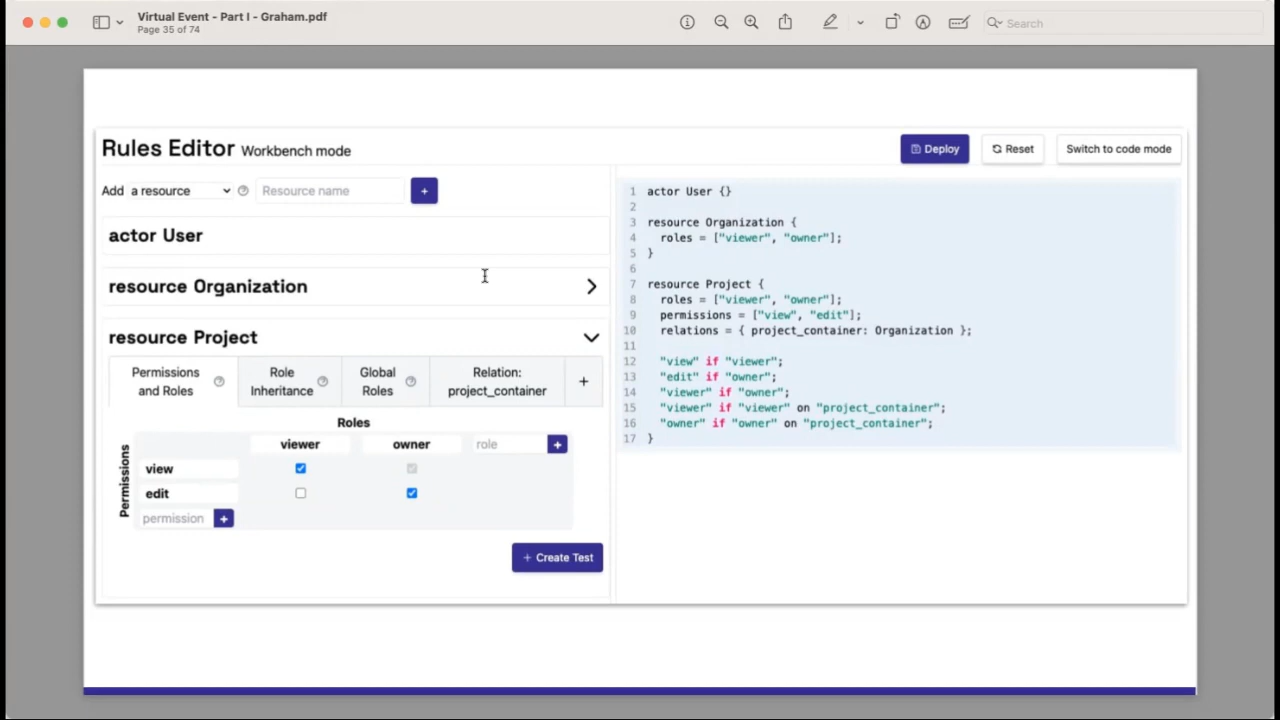 Virtual Event - Part I - Graham.pdf
Page 35 of 74
Search
Rules Editor Workbench mode
Deploy
Reset
Switch to code mode
Add a resource
Resource name
+
actor User
resource Organization
resource Project
Permissions and Roles
Role Inheritance
Global Roles
Relation: project_container
+
Roles
viewer owner role +
Permissions
view
edit
permission +
+ Create Test
1 actor User {}
2
3 resource Organization {
4 roles = ["viewer", "owner"];
5 }
6
7 resource Project {
8 roles = ["viewer", "owner"];
9 permissions = ["view", "edit"];
10 relations = { project_container: Organization };
11
12 "view" if "viewer";
13 "edit" if "owner";
14 "viewer" if "owner";
15 "viewer" if "viewer" on "project_container";
16 "owner" if "owner" on "project_container";
17 }